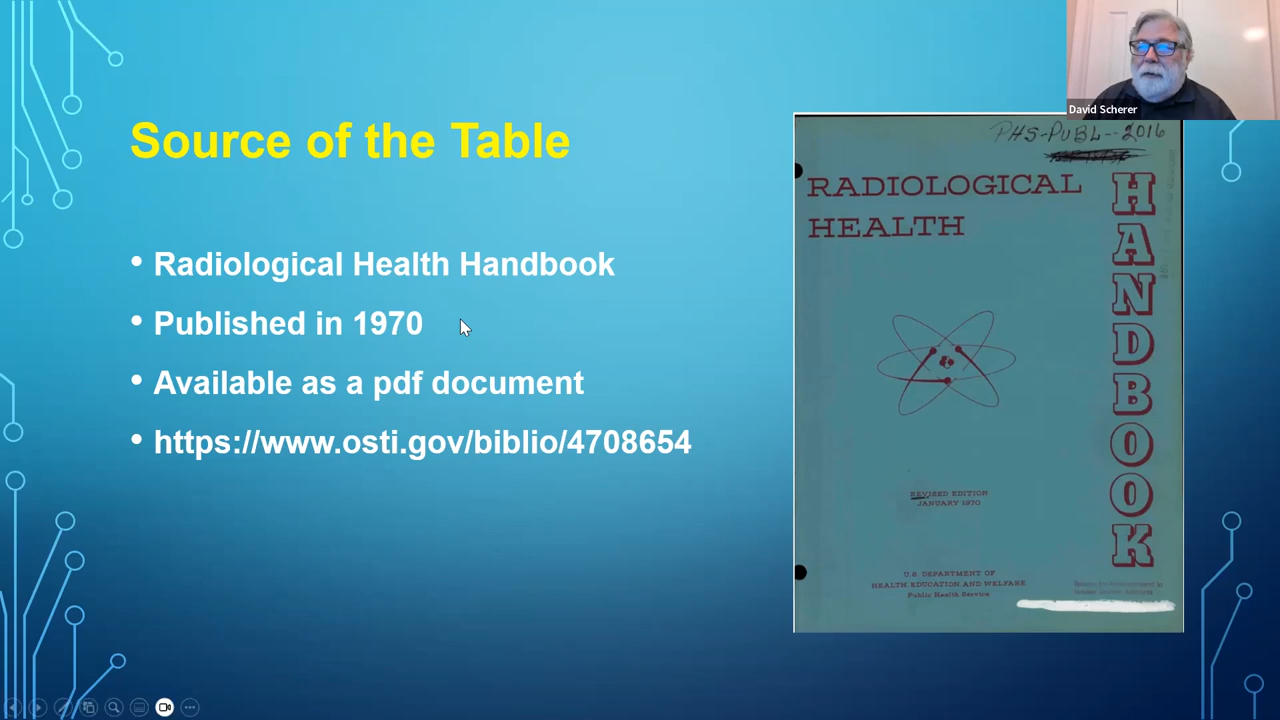 Source of the Table
• Radiological Health Handbook
• Published in 1970
• Available as a pdf document
• https://www.osti.gov/biblio/4708654
David Scherer
PHS-PUBL--2016
RADIOLOGICAL
HEALTH
HANDBOOK
REVISED EDITION
JANUARY 1970
U.S. DEPARTMENT OF
HEALTH, EDUCATION AND WELFARE
Public Health Service